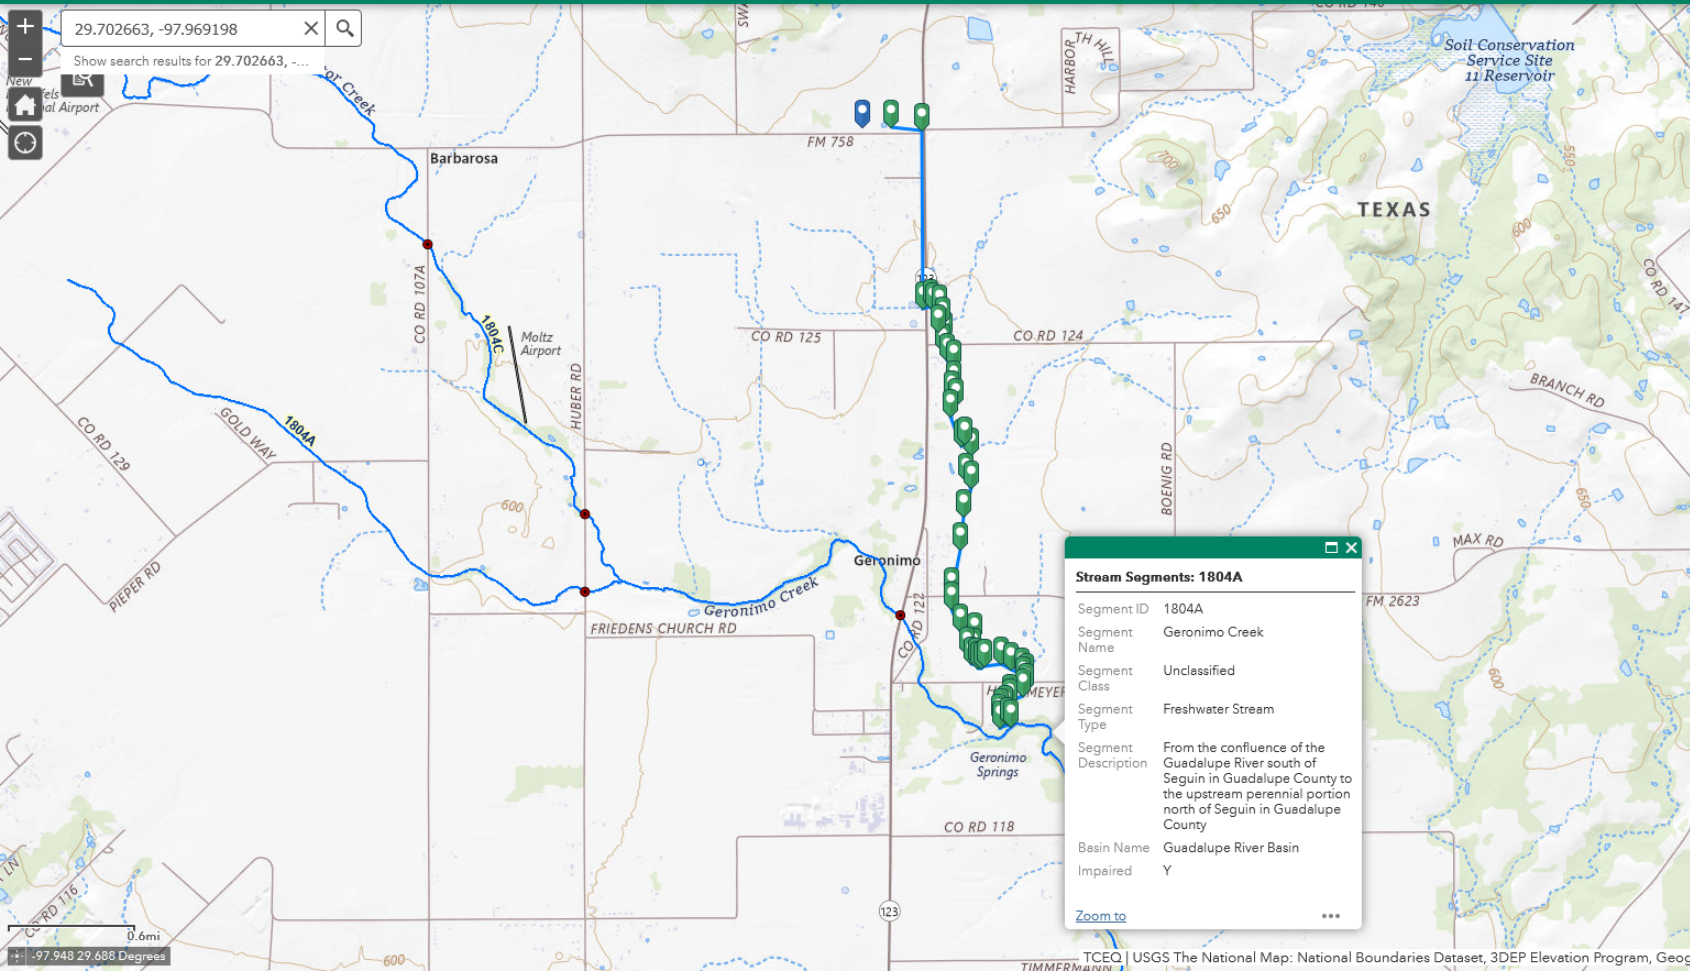 29.702663, -97.969198
Show search results for 29.702663, -...
New
fels
al Airport
or Creek
Barbarosa
CO RD 107A
1804C
Moltz
Airport
HUBER RD
FM 758
HARBOR
TH HILL
CO RD 140
Soil Conservation
Service Site
11 Reservoir
TEXAS
700
650
600
550
CO RD 147
123
CO RD 125
CO RD 124
BRANCH RD
BOENIG RD
650
MAX RD
FM 2623
600
1804A
GOLD WAY
CO RD 129
PIEPER RD
600
Geronimo
Geronimo Creek
FRIEDENS CHURCH RD
CO RD 122
MEYER
Geronimo
Springs
CO RD 118
123
CO RD 116
LN
600
TIMMERMANN
Stream Segments: 1804A
Segment ID 1804A
Segment Name Geronimo Creek
Segment Class Unclassified
Segment Type Freshwater Stream
Segment Description From the confluence of the
Guadalupe River south of
Seguin in Guadalupe County to
the upstream perennial portion
north of Seguin in Guadalupe
County
Basin Name Guadalupe River Basin
Impaired Y
Zoom to
0.6mi
-97.948 29.688 Degrees
TCEQ | USGS The National Map: National Boundaries Dataset, 3DEP Elevation Program, Geog